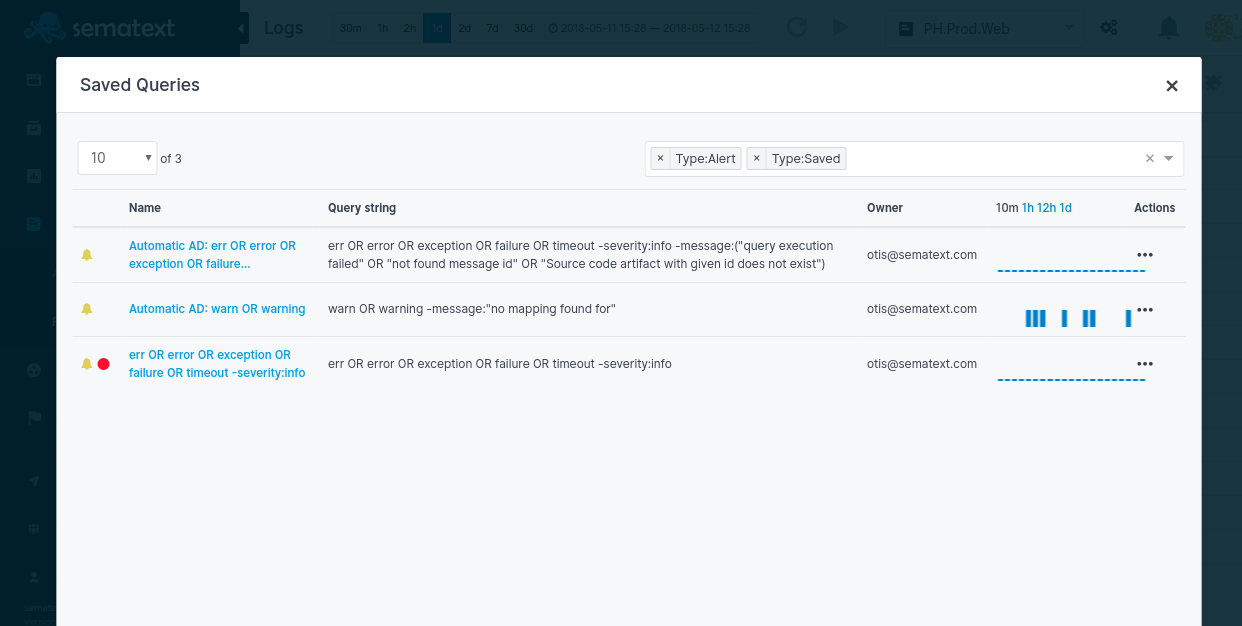 sematext
Logs
30m 1h 2h 1d 2d 7d 30d 2018-05-11 15:28 — 2018-05-12 15:28
PH.Prod.Web
Saved Queries
×
10 of 3
× Type:Alert × Type:Saved ×
Name Query string Owner 10m 1h 12h 1d Actions
Automatic AD: err OR error OR
exception OR failure...
err OR error OR exception OR failure OR timeout -severity:info -message:("query execution
failed" OR "not found message id" OR "Source code artifact with given id does not exist")
otis@sematext.com
Automatic AD: warn OR warning
warn OR warning -message:"no mapping found for"
otis@sematext.com
err OR error OR exception OR
failure OR timeout -severity:info
err OR error OR exception OR failure OR timeout -severity:info
otis@sematext.com